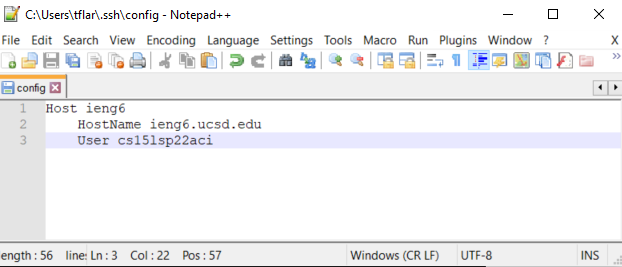 C:\Users\tflar\.ssh\config - Notepad++
File Edit Search View Encoding Language Settings Tools Macro Run Plugins Window ? X
config
1 Host ieng6
2 HostName ieng6.ucsd.edu
3 User cs15lsp22aci
ength : 56 line: Ln : 3 Col : 22 Pos : 57 Windows (CR LF) UTF-8 INS